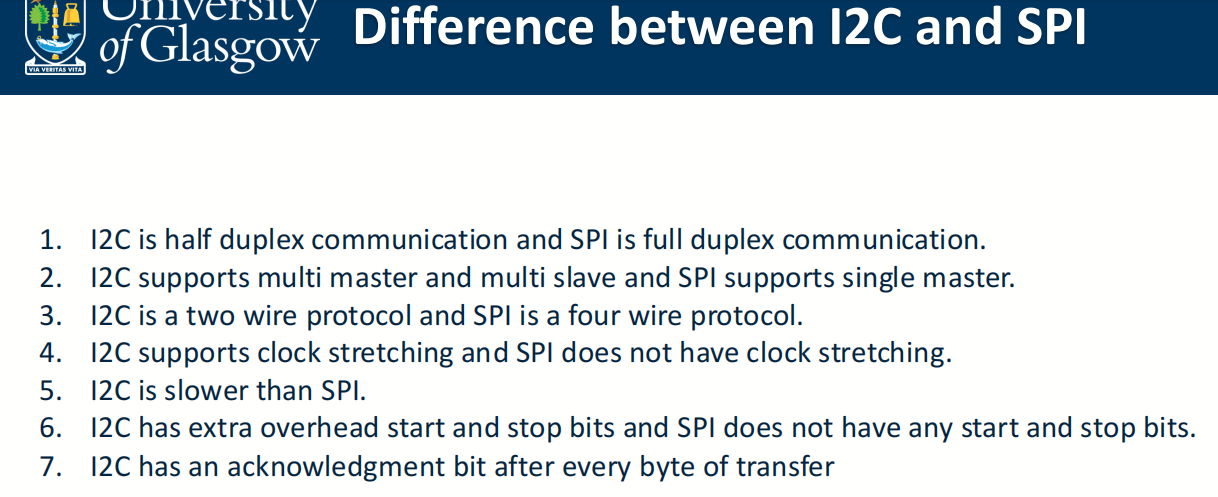 University
of Glasgow
VIA VERITAS VITA
Difference between I2C and SPI
1. I2C is half duplex communication and SPI is full duplex communication.
2. I2C supports multi master and multi slave and SPI supports single master.
3. I2C is a two wire protocol and SPI is a four wire protocol.
4. I2C supports clock stretching and SPI does not have clock stretching.
5. I2C is slower than SPI.
6. I2C has extra overhead start and stop bits and SPI does not have any start and stop bits.
7. I2C has an acknowledgment bit after every byte of transfer